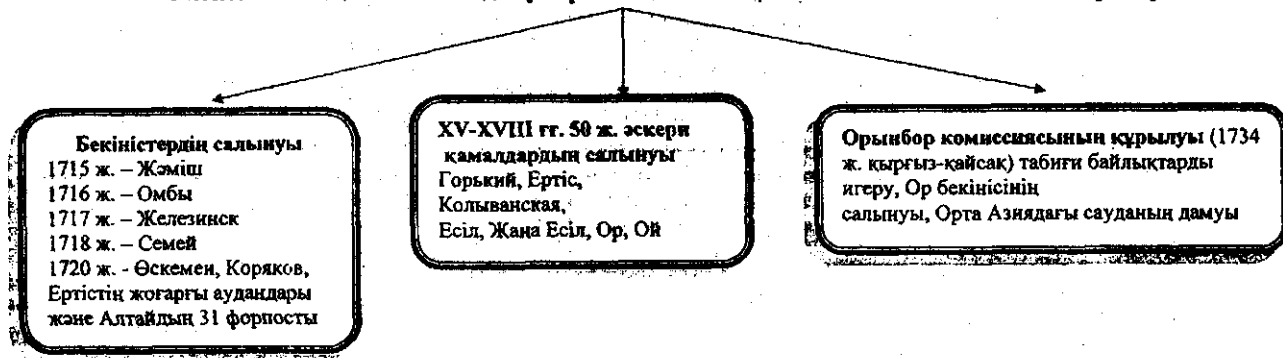 Бекіністердің салынуы
1715 ж. – Жәміш
1716 ж. – Омбы
1717 ж. – Железинск
1718 ж. – Семей
1720 ж. - Өскемен, Коряков,
Ертістің жоғарғы аудандары
және Алтайдың 31 форпосты
XV-XVIII ғғ. 50 ж. әскери
қамалдардың салынуы
Горький, Ертіс,
Колыванская,
Есіл, Жаңа Есіл, Ор, Ой
Орынбор комиссиясының құрылуы (1734
ж. қырғыз-қайсақ) табиғи байлықтарды
игеру, Ор бекінісінің
салынуы, Орта Азиядағы сауданың дамуы